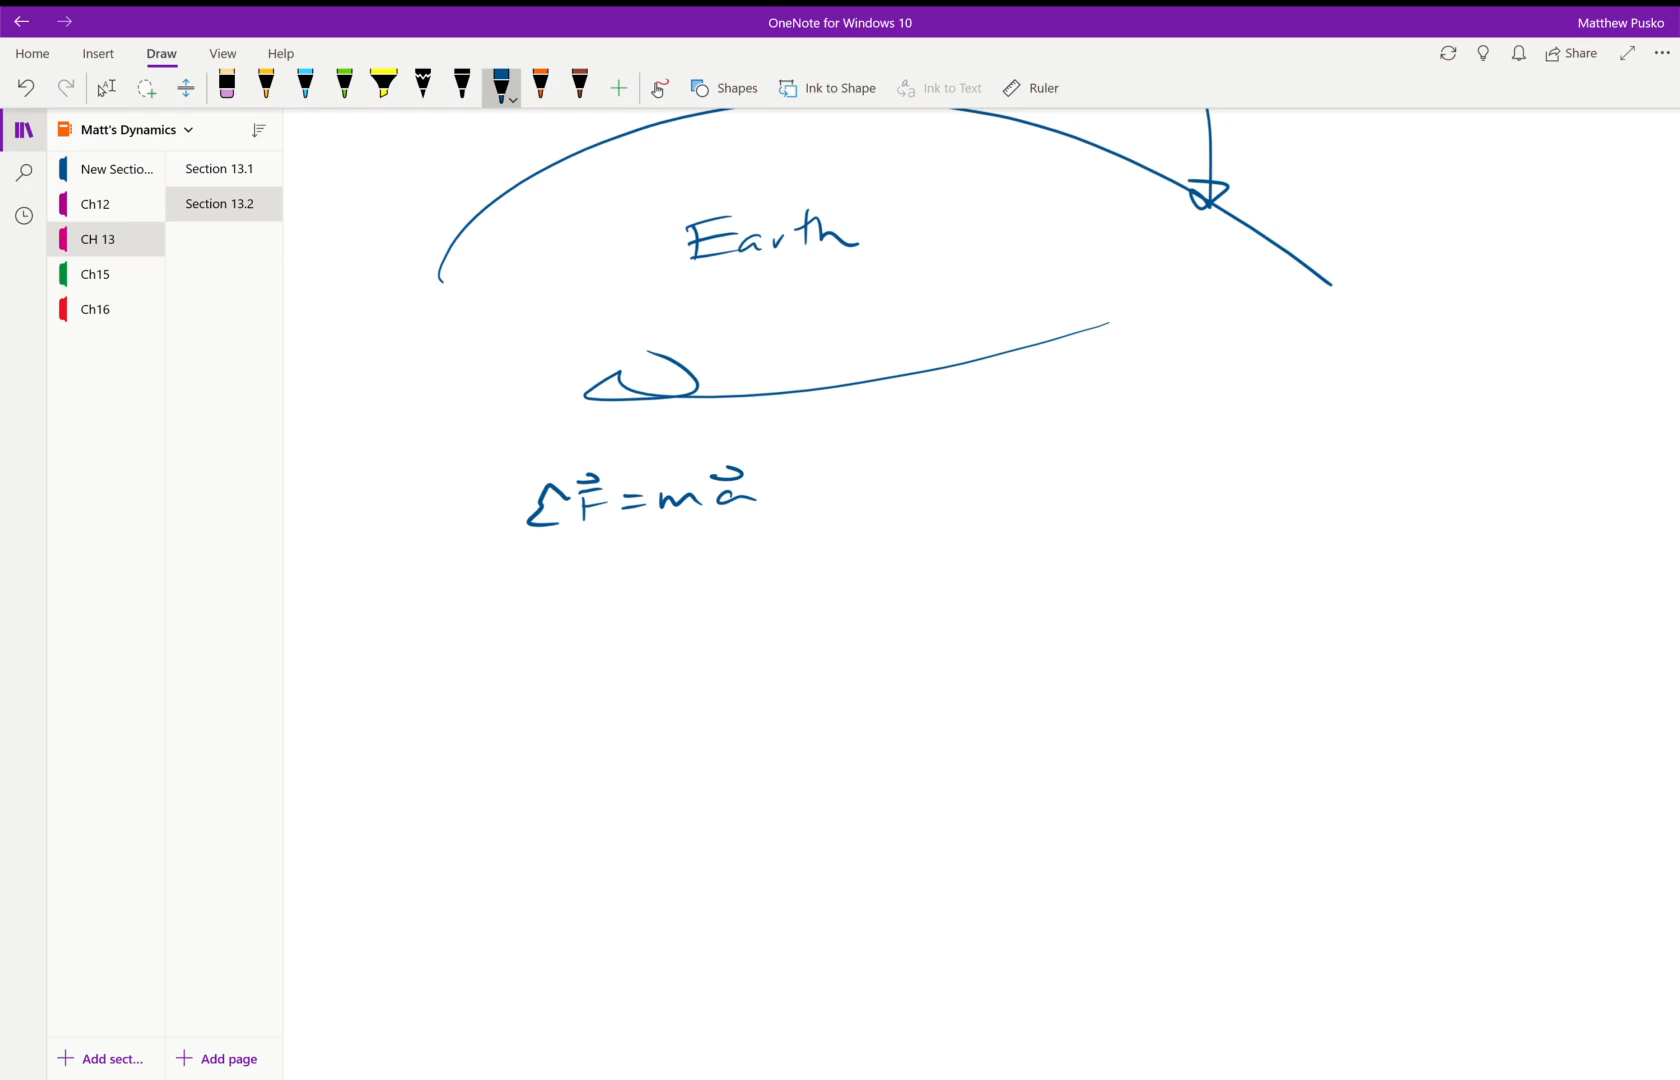 OneNote for Windows 10
Matthew Pusko
Home Insert Draw View Help
Share
Shapes Ink to Shape Ink to Text Ruler
Matt's Dynamics
New Sectio... Section 13.1
Ch12 Section 13.2
CH 13
Ch15
Ch16
Earth
Σ F⃗ = m a⃗
Add sect... Add page